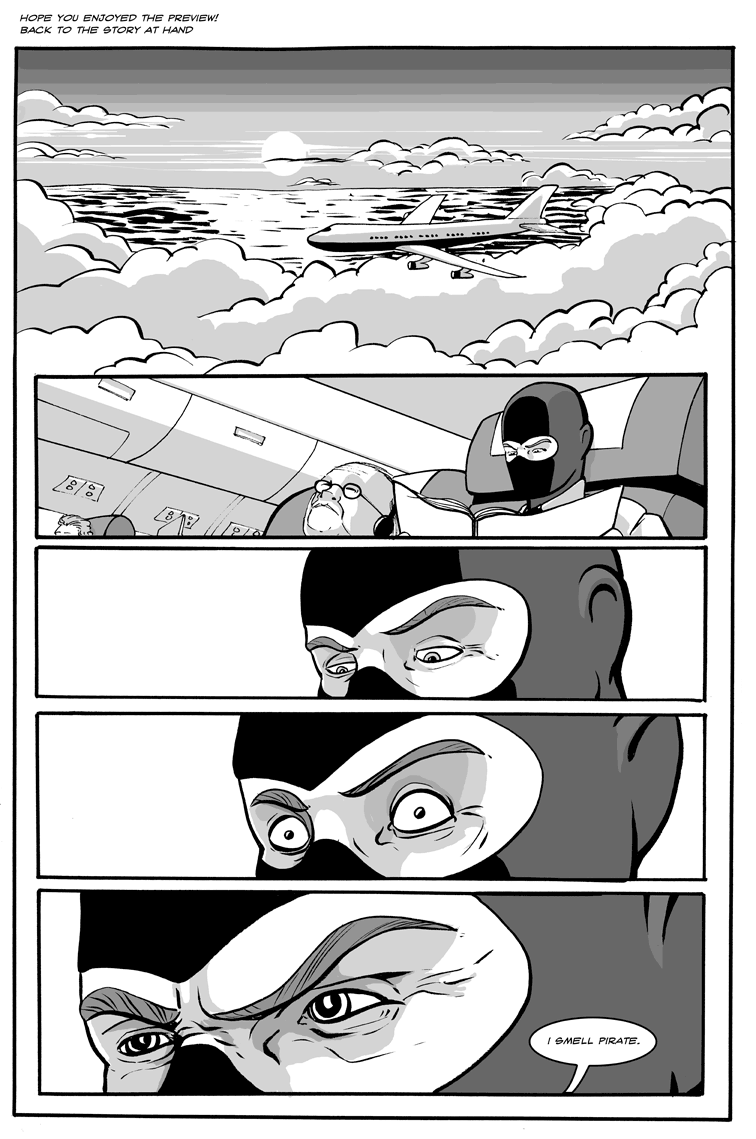 HOPE YOU ENJOYED THE PREVIEW!
BACK TO THE STORY AT HAND
I SMELL PIRATE.